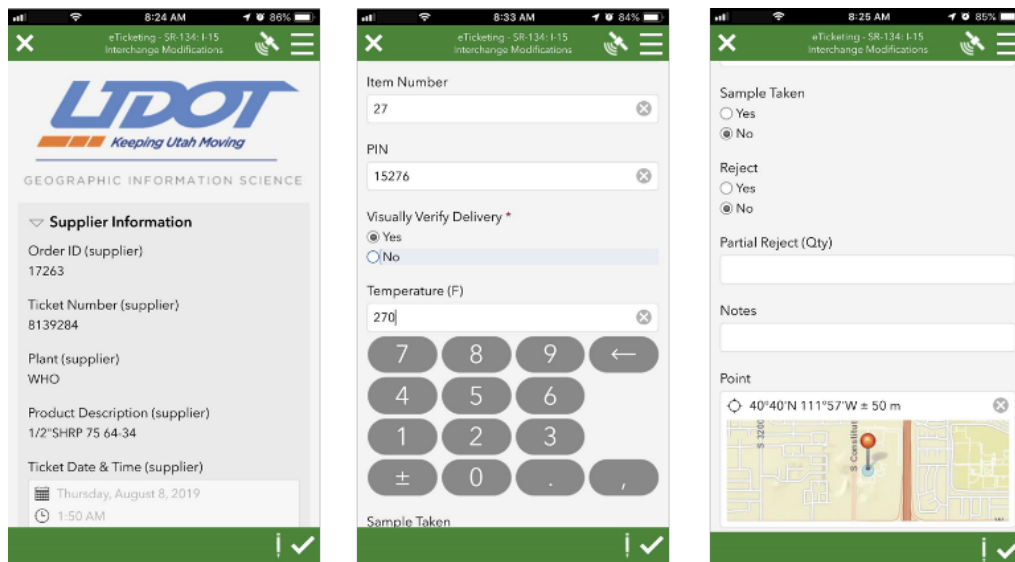 8:24 AM
86%
eTicketing - SR-134: I-15
Interchange Modifications
UDOT
Keeping Utah Moving
GEOGRAPHIC INFORMATION SCIENCE
Supplier Information
Order ID (supplier)
17263
Ticket Number (supplier)
8139284
Plant (supplier)
WHO
Product Description (supplier)
1/2"SHRP 75 64-34
Ticket Date & Time (supplier)
Thursday, August 8, 2019
1:50 AM
8:33 AM
84%
eTicketing - SR-134: I-15
Interchange Modifications
Item Number
27
PIN
15276
Visually Verify Delivery *
Yes
No
Temperature (F)
270
7 8 9 ←
4 5 6
1 2 3
± 0 . ,
Sample Taken
8:25 AM
85%
eTicketing - SR-134: I-15
Interchange Modifications
Sample Taken
Yes
No
Reject
Yes
No
Partial Reject (Qty)
Notes
Point
40°40'N 111°57'W ± 50 m
S 3200
S Constitut